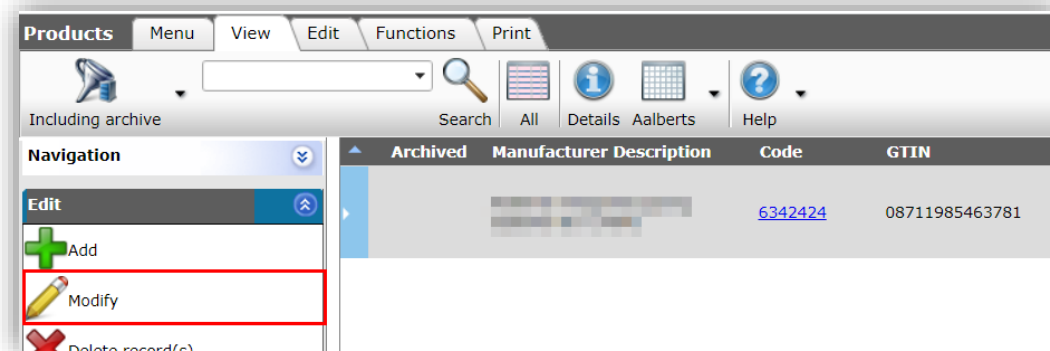 Products Menu View Edit Functions Print
Including archive Search All Details Aalberts Help
Navigation
Archived Manufacturer Description Code GTIN
Edit
6342424 08711985463781
Add
Modify
Delete record(s)